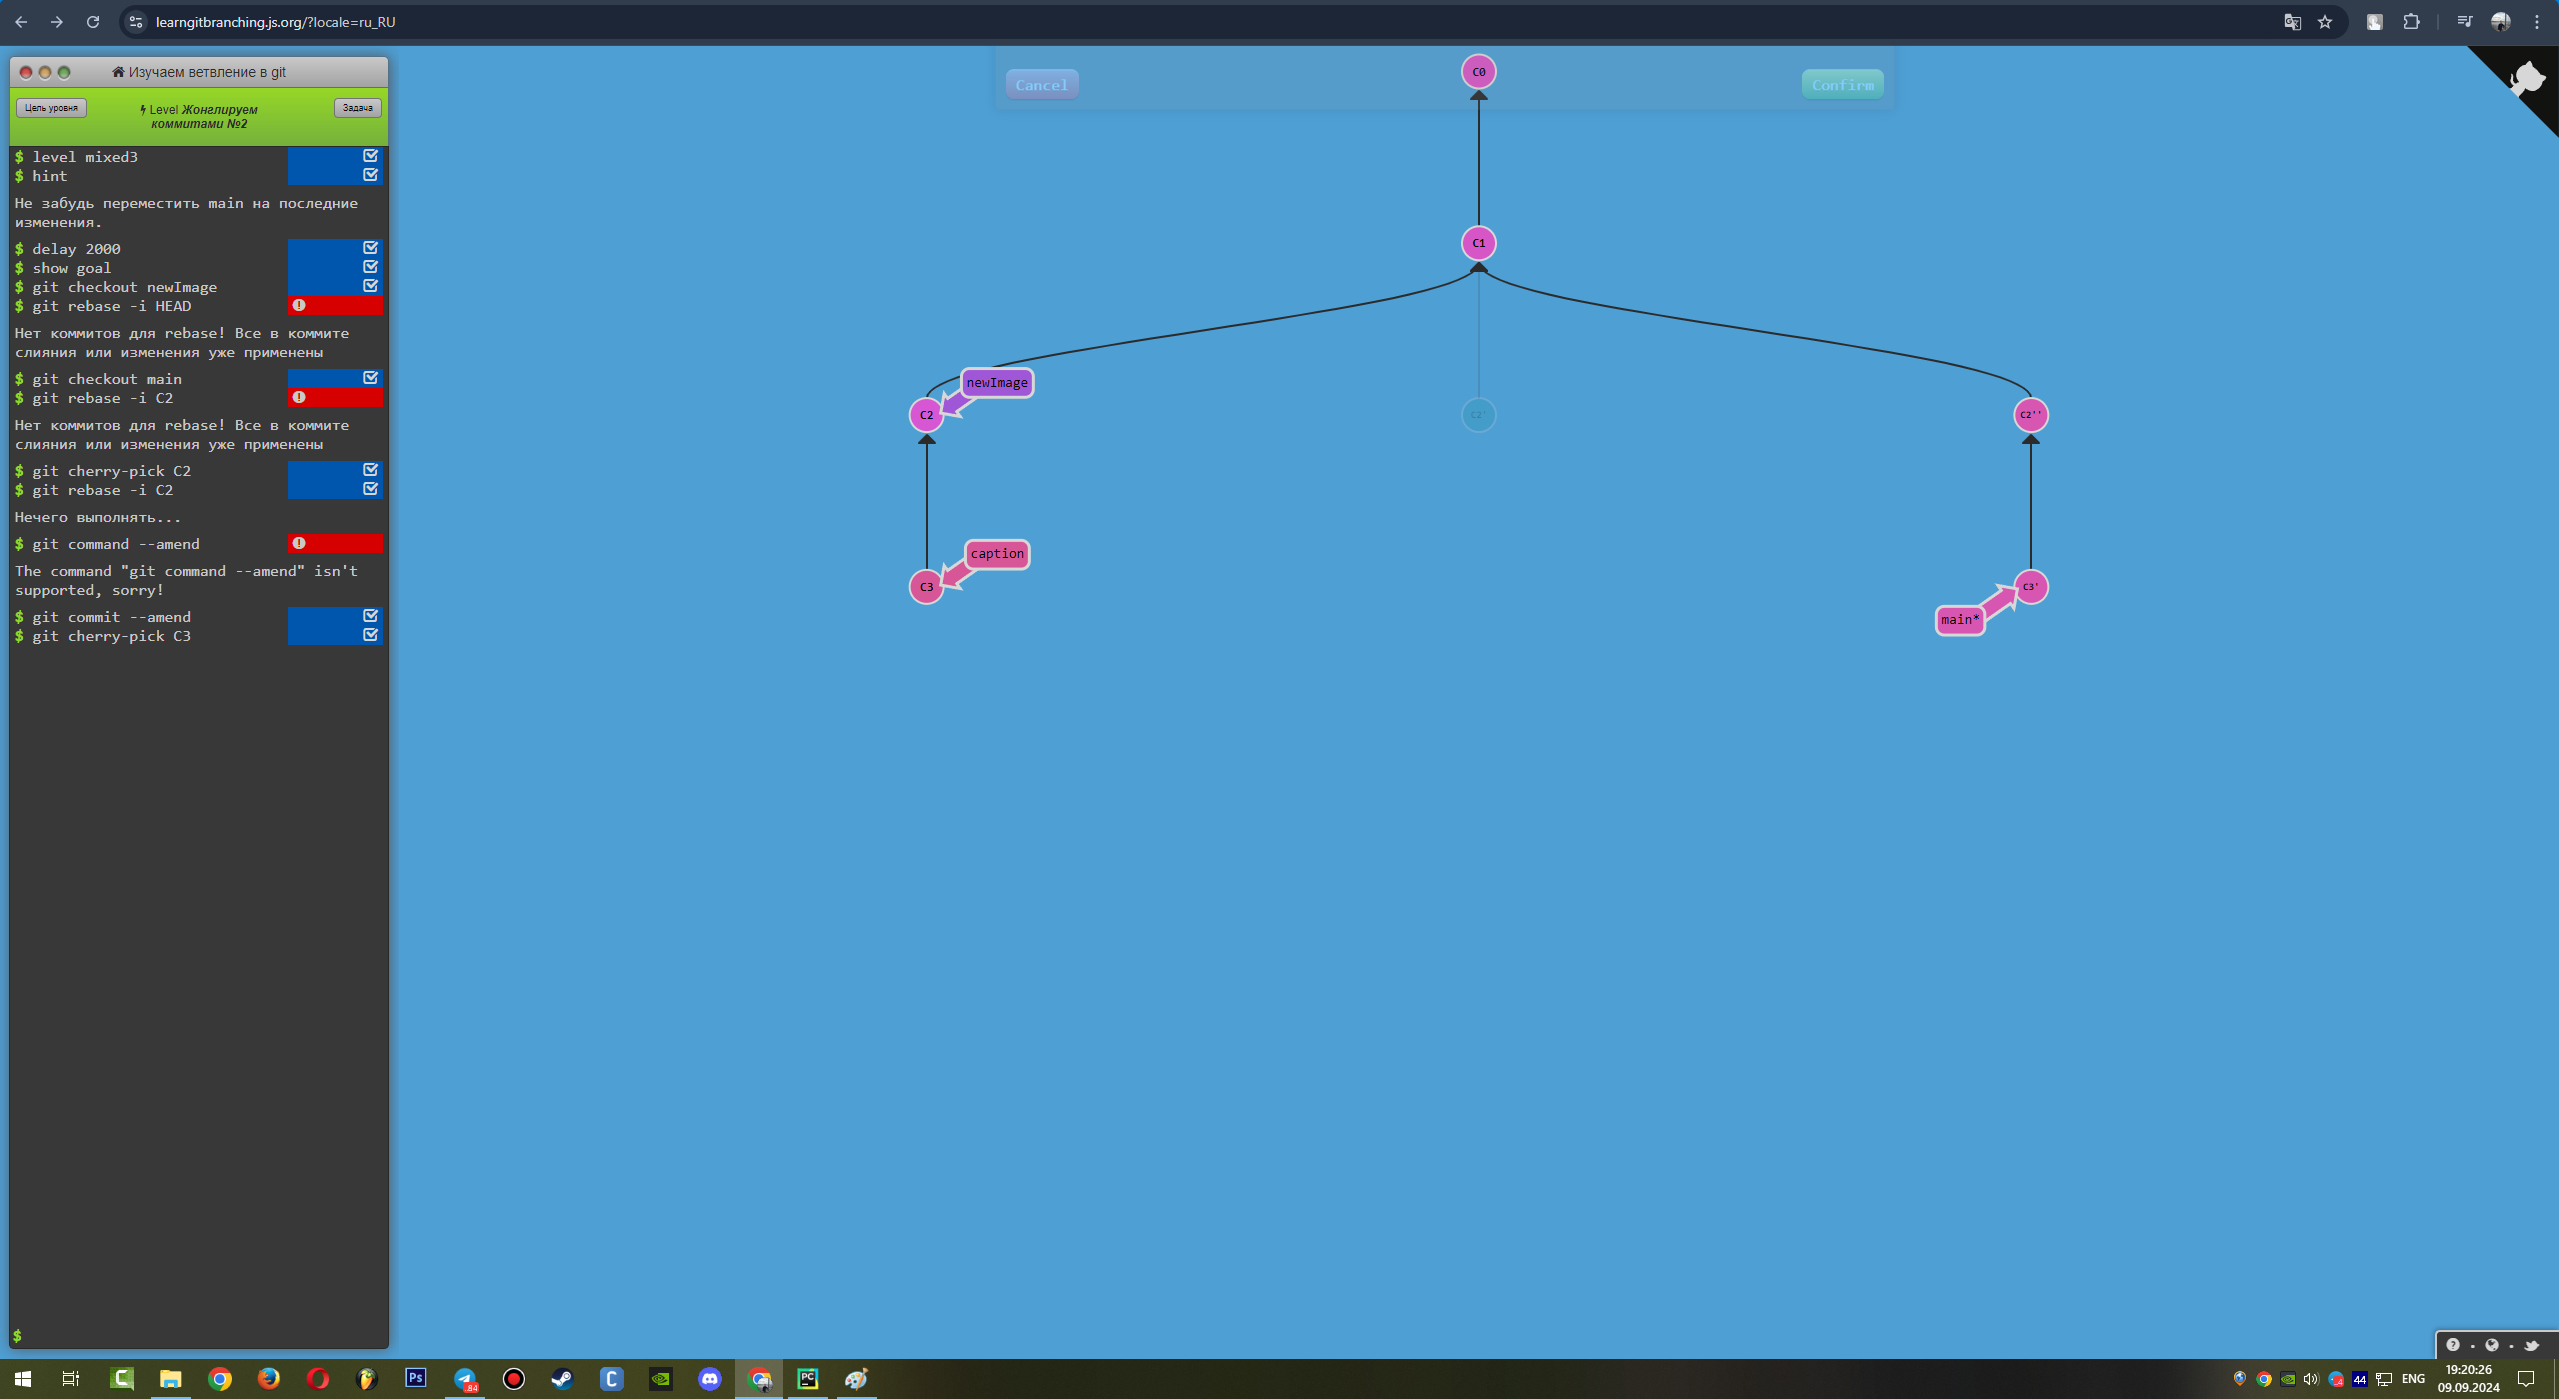 learngitbranching.js.org/?locale=ru_RU
Изучаем ветвление в git
Цель уровня
Level Жонглируем
коммитами №2
Задача
$ level mixed3
$ hint
Не забудь переместить main на последние
изменения.
$ delay 2000
$ show goal
$ git checkout newImage
$ git rebase -i HEAD
Нет коммитов для rebase! Все в коммите
слияния или изменения уже применены
$ git checkout main
$ git rebase -i C2
Нет коммитов для rebase! Все в коммите
слияния или изменения уже применены
$ git cherry-pick C2
$ git rebase -i C2
Нечего выполнять...
$ git command --amend
The command "git command --amend" isn't
supported, sorry!
$ git commit --amend
$ git cherry-pick C3
$
Cancel
Confirm
C0
C1
newImage
C2
C2'
C2''
caption
C3
C3'
main*
Ps
84
C
PC
44
ENG
19:20:26
09.09.2024